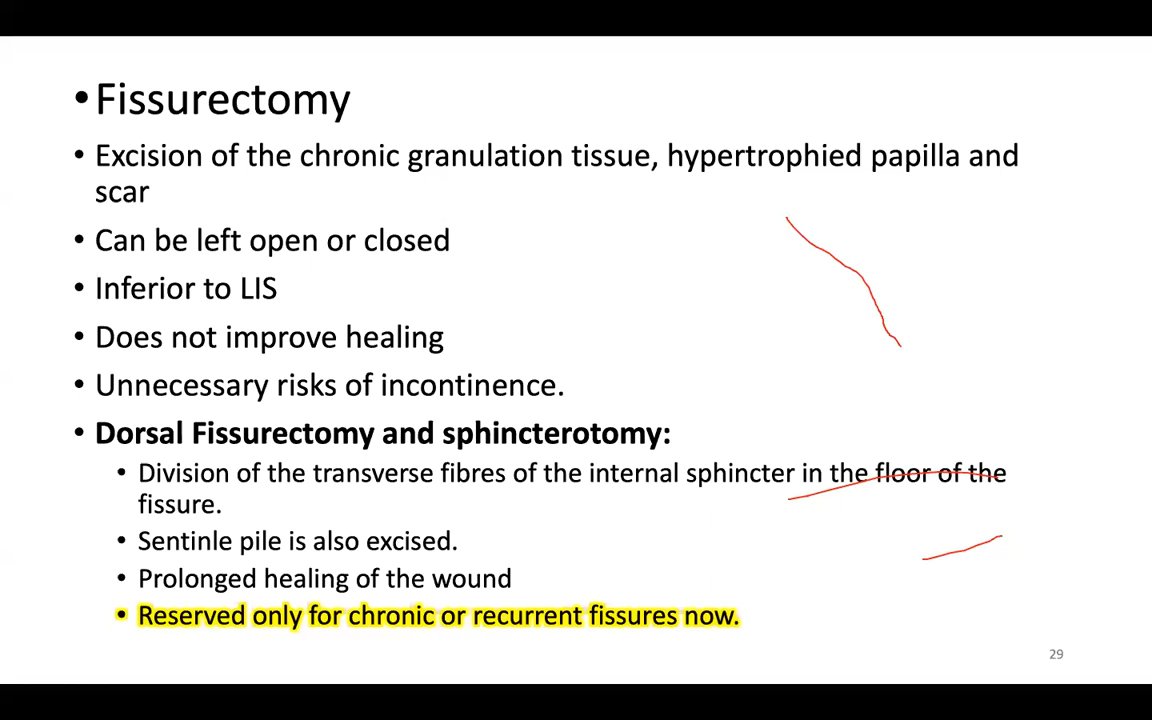 •Fissurectomy
• Excision of the chronic granulation tissue, hypertrophied papilla and
scar
• Can be left open or closed
• Inferior to LIS
• Does not improve healing
• Unnecessary risks of incontinence.
• Dorsal Fissurectomy and sphincterotomy:
• Division of the transverse fibres of the internal sphincter in the floor of the
fissure.
• Sentinle pile is also excised.
• Prolonged healing of the wound
• Reserved only for chronic or recurrent fissures now.
29